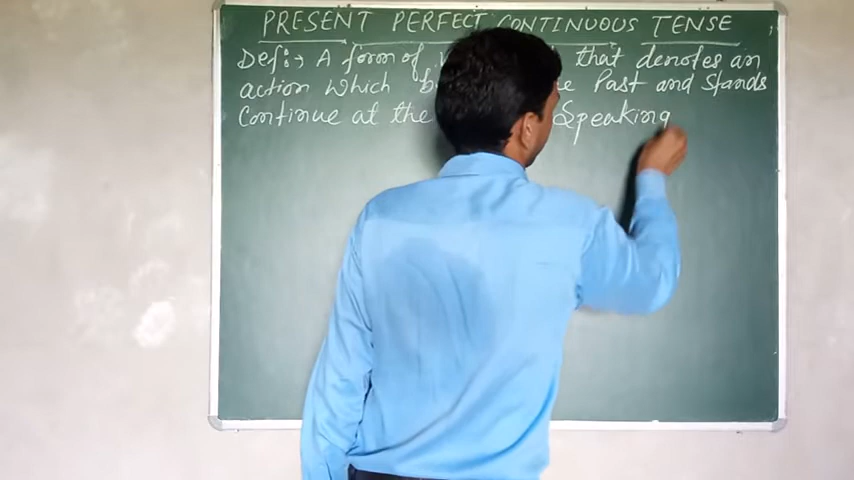 PRESENT PERFECT CONTINUOUS TENSE
Def:→ A form of that denotes an
action which Past and stands
Continue at the Speaking